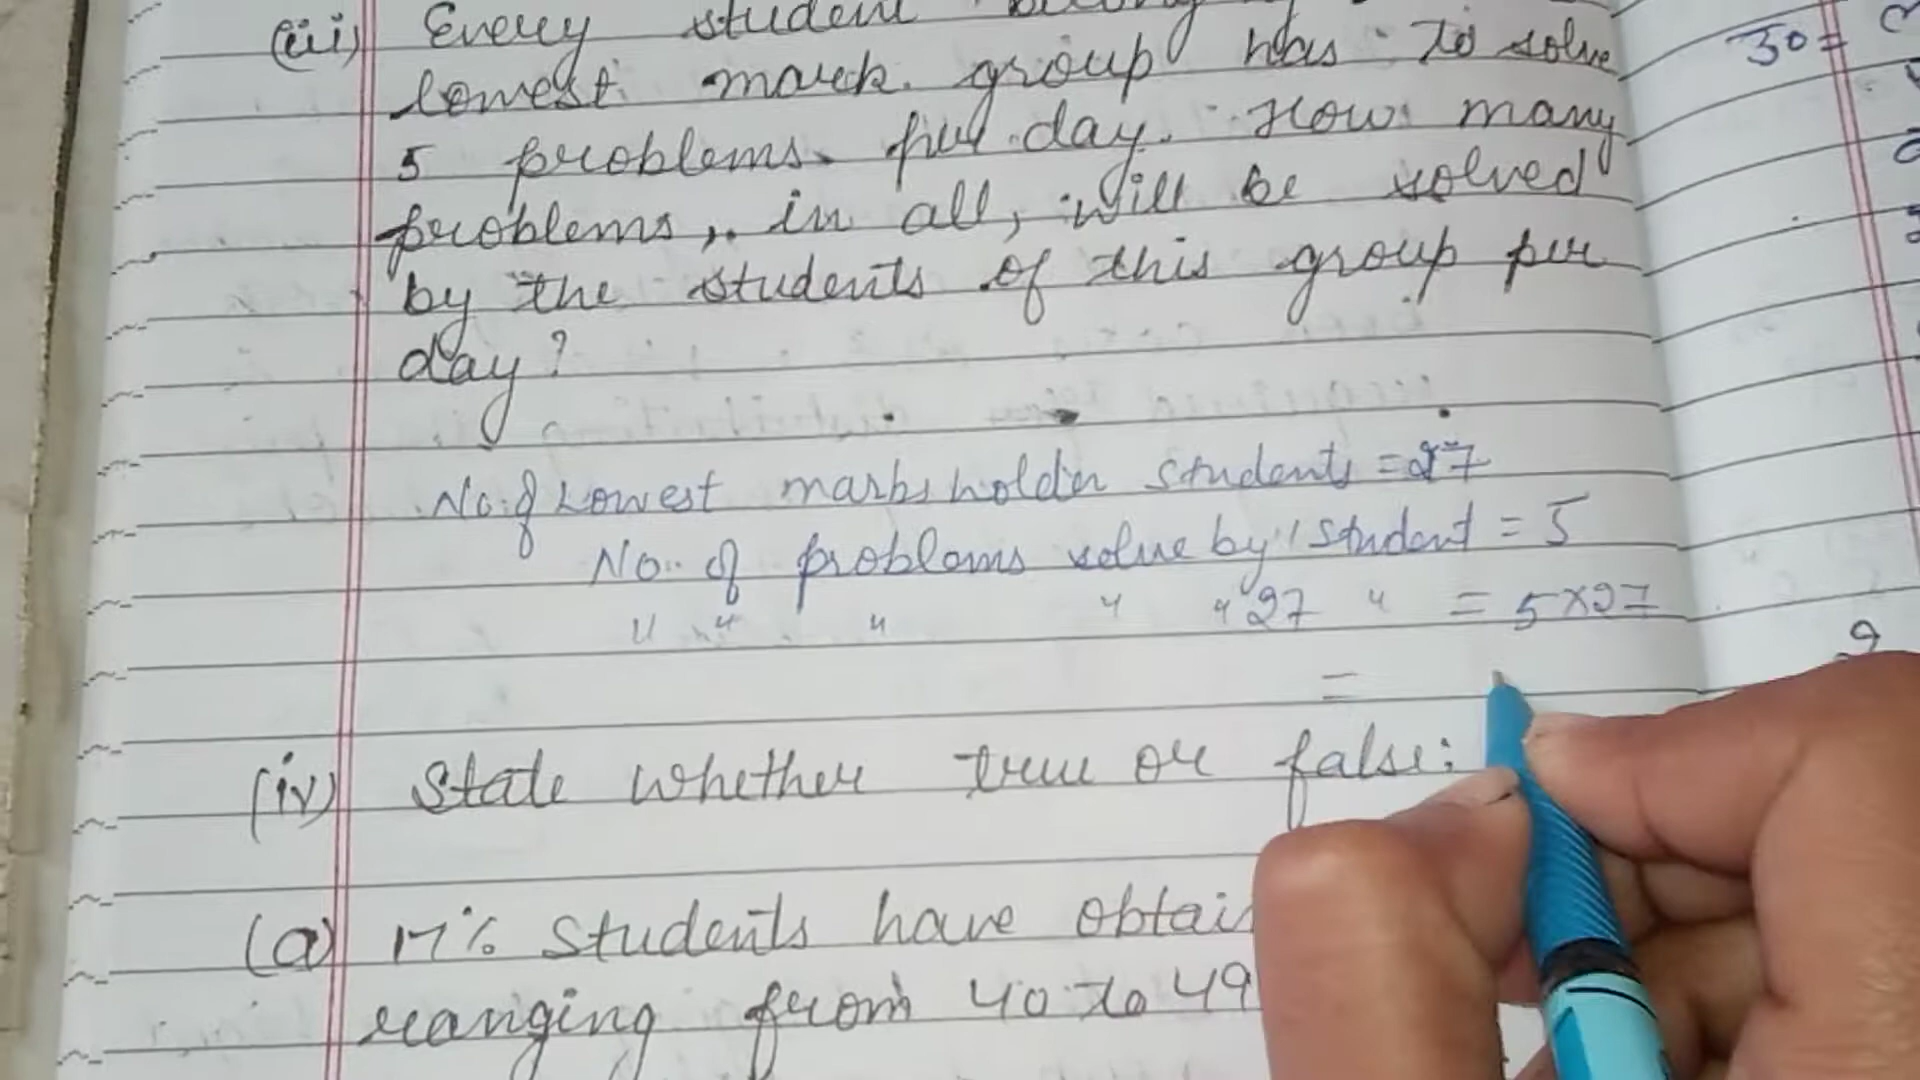 (iii) Every student
lowest mark group has to solve
5 problems per day. How many
problems, in all, will be solved
by the students of this group per
day?
No. of Lowest marks holder students = 27
No. of problems solve by 1 student = 5
" " " " " 27 " = 5×27
=
(iv) State whether true or false:
(a) 17% students have obtain
ranging from 40 to 49
30=